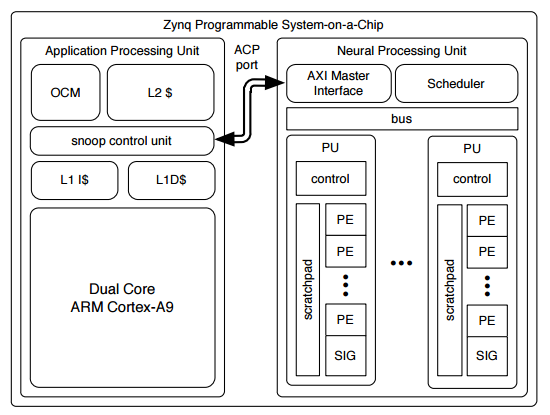 Zynq Programmable System-on-a-Chip
Application Processing Unit
OCM
L2 $
snoop control unit
L1 I$
L1D$
Dual Core
ARM Cortex-A9
ACP
port
Neural Processing Unit
AXI Master
Interface
Scheduler
bus
PU
control
scratchpad
PE
PE
PE
SIG
PU
control
scratchpad
PE
PE
PE
SIG